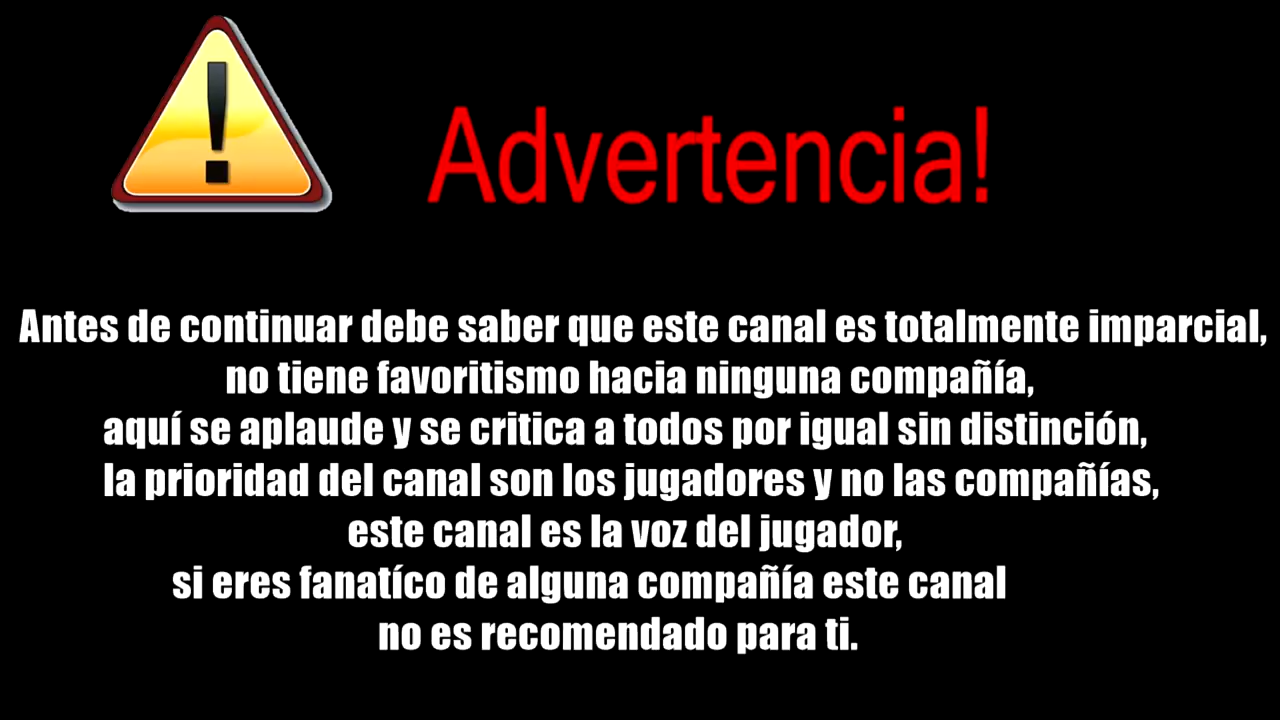 Advertencia!
Antes de continuar debe saber que este canal es totalmente imparcial,
no tiene favoritismo hacia ninguna compañía,
aquí se aplaude y se critica a todos por igual sin distinción,
la prioridad del canal son los jugadores y no las compañías,
este canal es la voz del jugador,
si eres fanatíco de alguna compañía este canal
no es recomendado para ti.